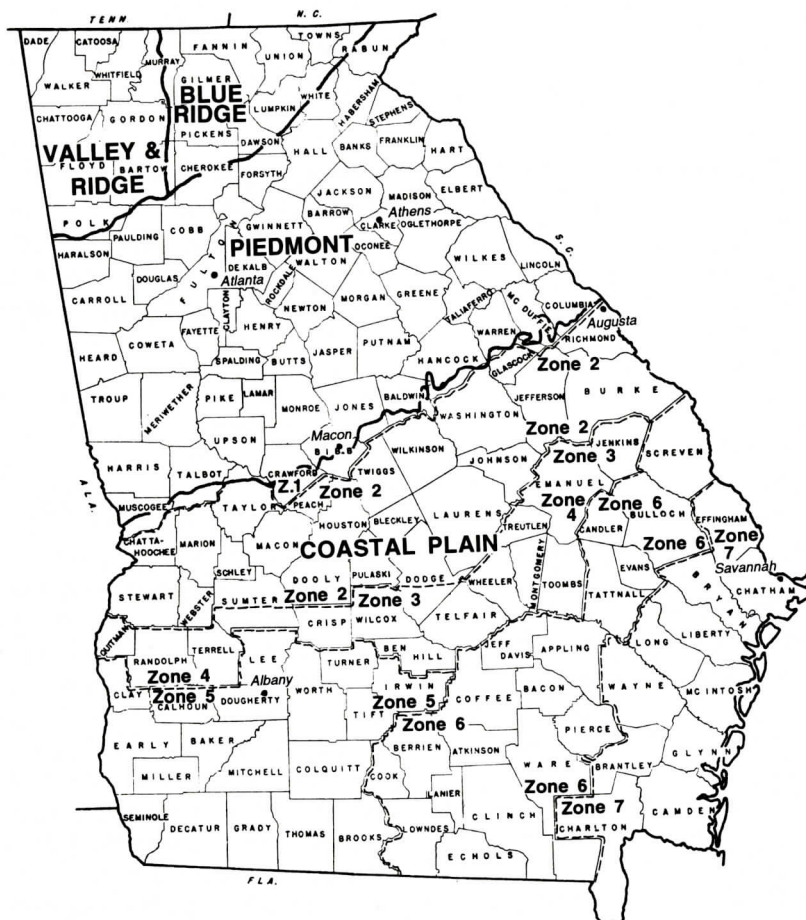 TENN.
N. C.
DADE
CATOOSA
FANNIN
TOWNS
RABUN
UNION
MURRAY
WHITFIELD
WALKER
GILMER
BLUE
RIDGE
LUMPKIN
WHITE
HABERSHAM
STEPHENS
CHATTOOGA
GORDON
PICKENS
DAWSON
HALL
BANKS
FRANKLIN
HART
VALLEY &
RIDGE
FLOYD
BARTOW
CHEROKEE
FORSYTH
JACKSON
MADISON
ELBERT
POLK
PAULDING
COBB
FULTON
GWINNETT
BARROW
Athens
CLARKE
OGLETHORPE
OCONEE
PIEDMONT
HARALSON
DOUGLAS
DE KALB
Atlanta
ROCKDALE
WALTON
WILKES
LINCOLN
S. C.
CARROLL
CLAYTON
NEWTON
MORGAN
GREENE
TALIAFERRO
MC DUFFIE
COLUMBIA
Augusta
FAYETTE
HENRY
COWETA
HEARD
SPALDING
BUTTS
JASPER
PUTNAM
HANCOCK
WARREN
GLASCOCK
RICHMOND
Zone 2
TROUP
MERIWETHER
PIKE
LAMAR
MONROE
JONES
BALDWIN
WASHINGTON
JEFFERSON
BURKE
Zone 2
UPSON
Macon
BIBB
WILKINSON
JOHNSON
JENKINS
SCREVEN
Zone 3
HARRIS
TALBOT
CRAWFORD
Z.1
TWIGGS
Zone 2
PEACH
EMANUEL
ALA.
MUSCOGEE
TAYLOR
HOUSTON
BLECKLEY
LAURENS
TREUTLEN
Zone
4
CANDLER
Zone 6
BULLOCH
EFFINGHAM
CHATTA-
HOOCHEE
MARION
MACON
COASTAL PLAIN
Zone 6
Zone
7
SCHLEY
DOOLY
PULASKI
DODGE
WHEELER
MONTGOMERY
TOOMBS
EVANS
TATTNALL
BRYAN
Savannah
CHATHAM
STEWART
WEBSTER
SUMTER
Zone 2
Zone 3
CRISP
WILCOX
TELFAIR
QUITMAN
RANDOLPH
TERRELL
LEE
Zone 4
TURNER
BEN
HILL
JEFF
DAVIS
APPLING
LONG
LIBERTY
CLAY
Zone 5
CALHOUN
Albany
DOUGHERTY
WORTH
TIFT
IRWIN
Zone 5
COFFEE
BACON
WAYNE
MC INTOSH
Zone 6
EARLY
BAKER
BERRIEN
ATKINSON
PIERCE
GLYNN
MILLER
MITCHELL
COLQUITT
COOK
WARE
BRANTLEY
Zone 6
LANIER
Zone 7
CAMDEN
SEMINOLE
DECATUR
GRADY
THOMAS
BROOKS
LOWNDES
CLINCH
CHARLTON
ECHOLS
FLA.